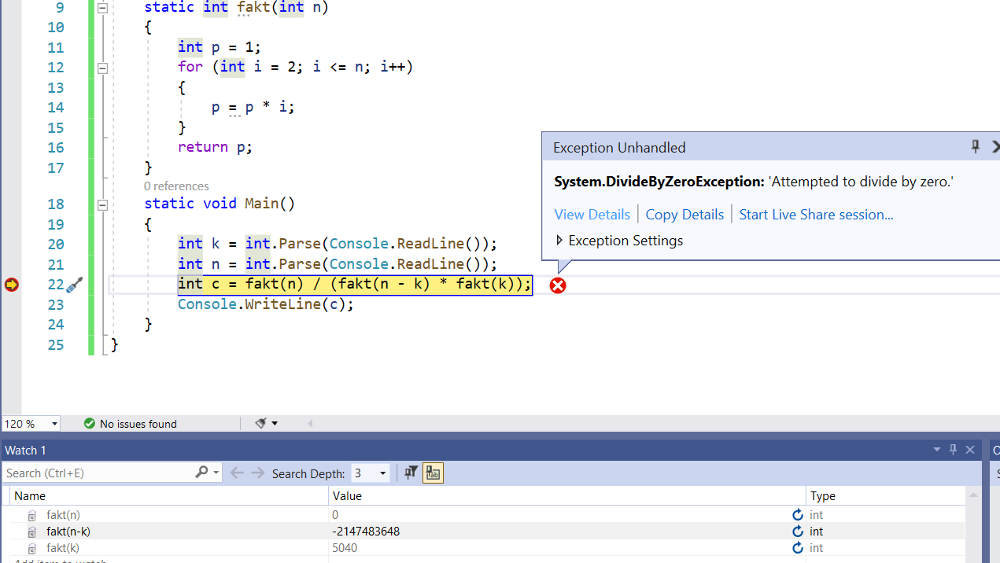 9 static int fakt(int n)
10 {
11 int p = 1;
12 for (int i = 2; i <= n; i++)
13 {
14 p = p * i;
15 }
16 return p;
17 }
0 references
18 static void Main()
19 {
20 int k = int.Parse(Console.ReadLine());
21 int n = int.Parse(Console.ReadLine());
22 int c = fakt(n) / (fakt(n - k) * fakt(k));
23 Console.WriteLine(c);
24 }
25 }
Exception Unhandled
System.DivideByZeroException: 'Attempted to divide by zero.'
View Details Copy Details Start Live Share session...
Exception Settings
120 % No issues found
Watch 1
Search (Ctrl+E) Search Depth: 3
Name Value Type
fakt(n) 0 int
fakt(n-k) -2147483648 int
fakt(k) 5040 int
Add item to watch